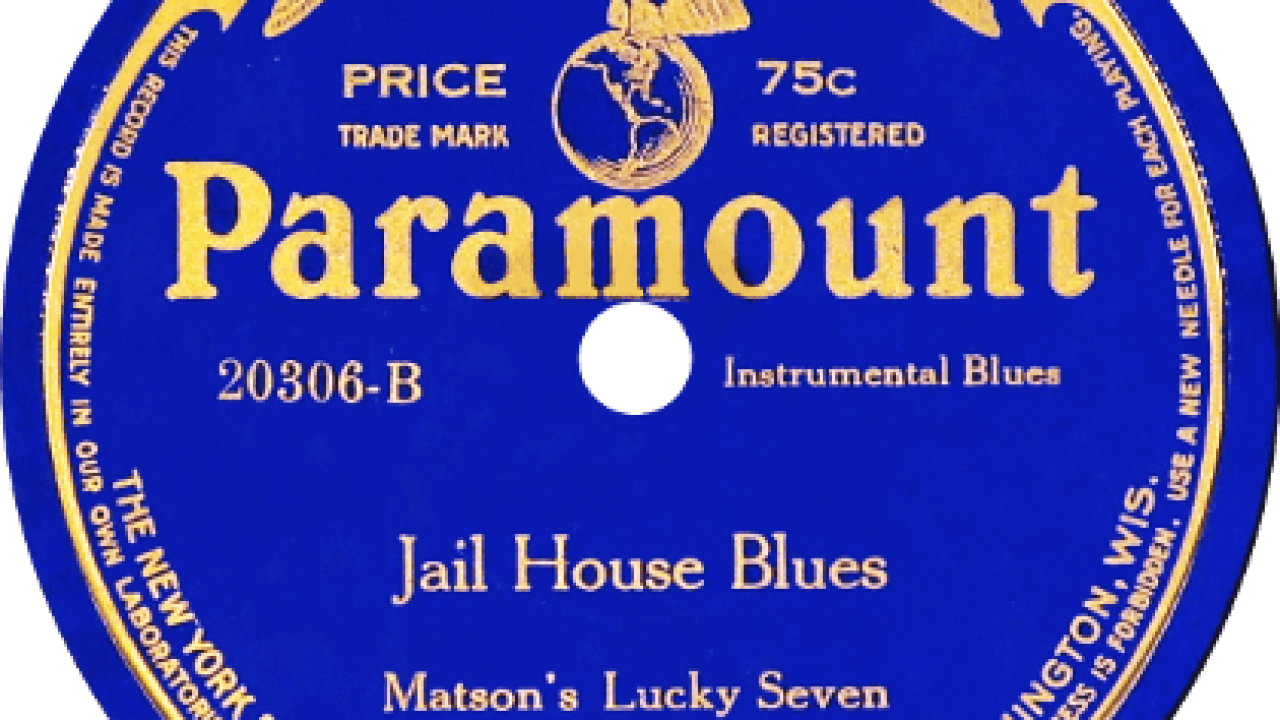 PRICE 75c
TRADE MARK REGISTERED
Paramount
20306-B Instrumental Blues
Jail House Blues
Matson's Lucky Seven
THIS RECORD IS MADE ENTIRELY IN OUR OWN
THE NEW YORK
WIS.
IS FORBIDDEN. USE A NEW NEEDLE FOR EACH PLAYING.